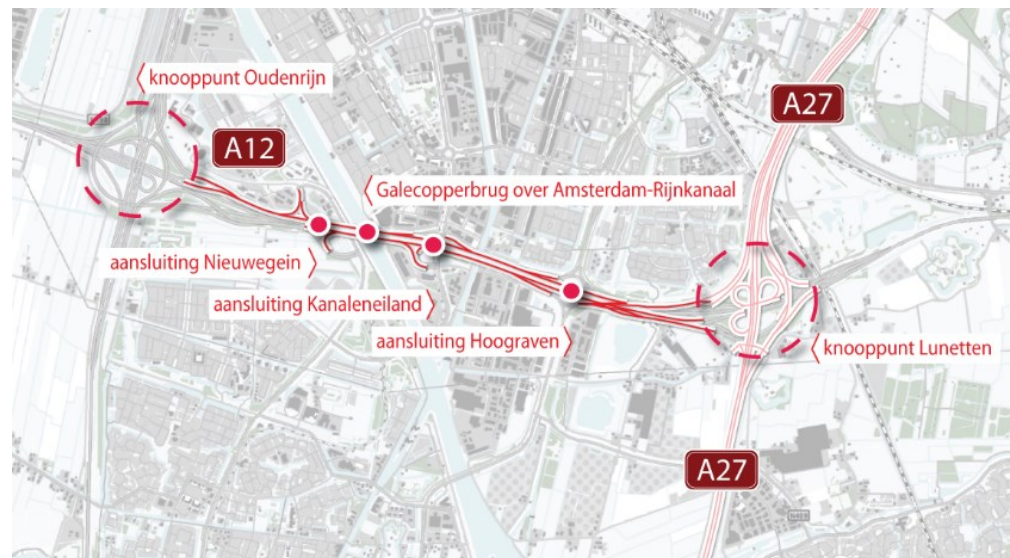 knooppunt Oudenrijn
A27
A12
Galecopperbrug over Amsterdam-Rijnkanaal
aansluiting Nieuwegein
aansluiting Kanaleneiland
aansluiting Hoograven
knooppunt Lunetten
A27